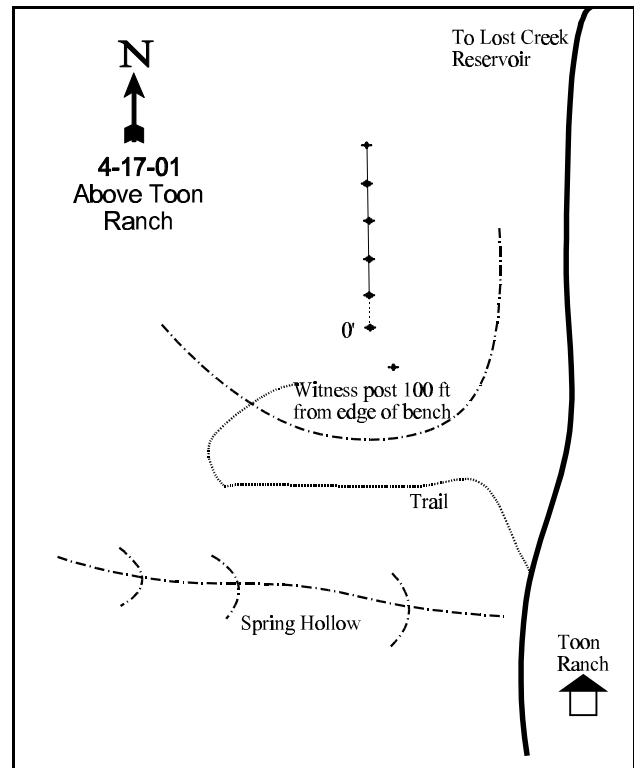 To Lost Creek
Reservoir
N
4-17-01
Above Toon
Ranch
0'
Witness post 100 ft
from edge of bench
Trail
Spring Hollow
Toon
Ranch